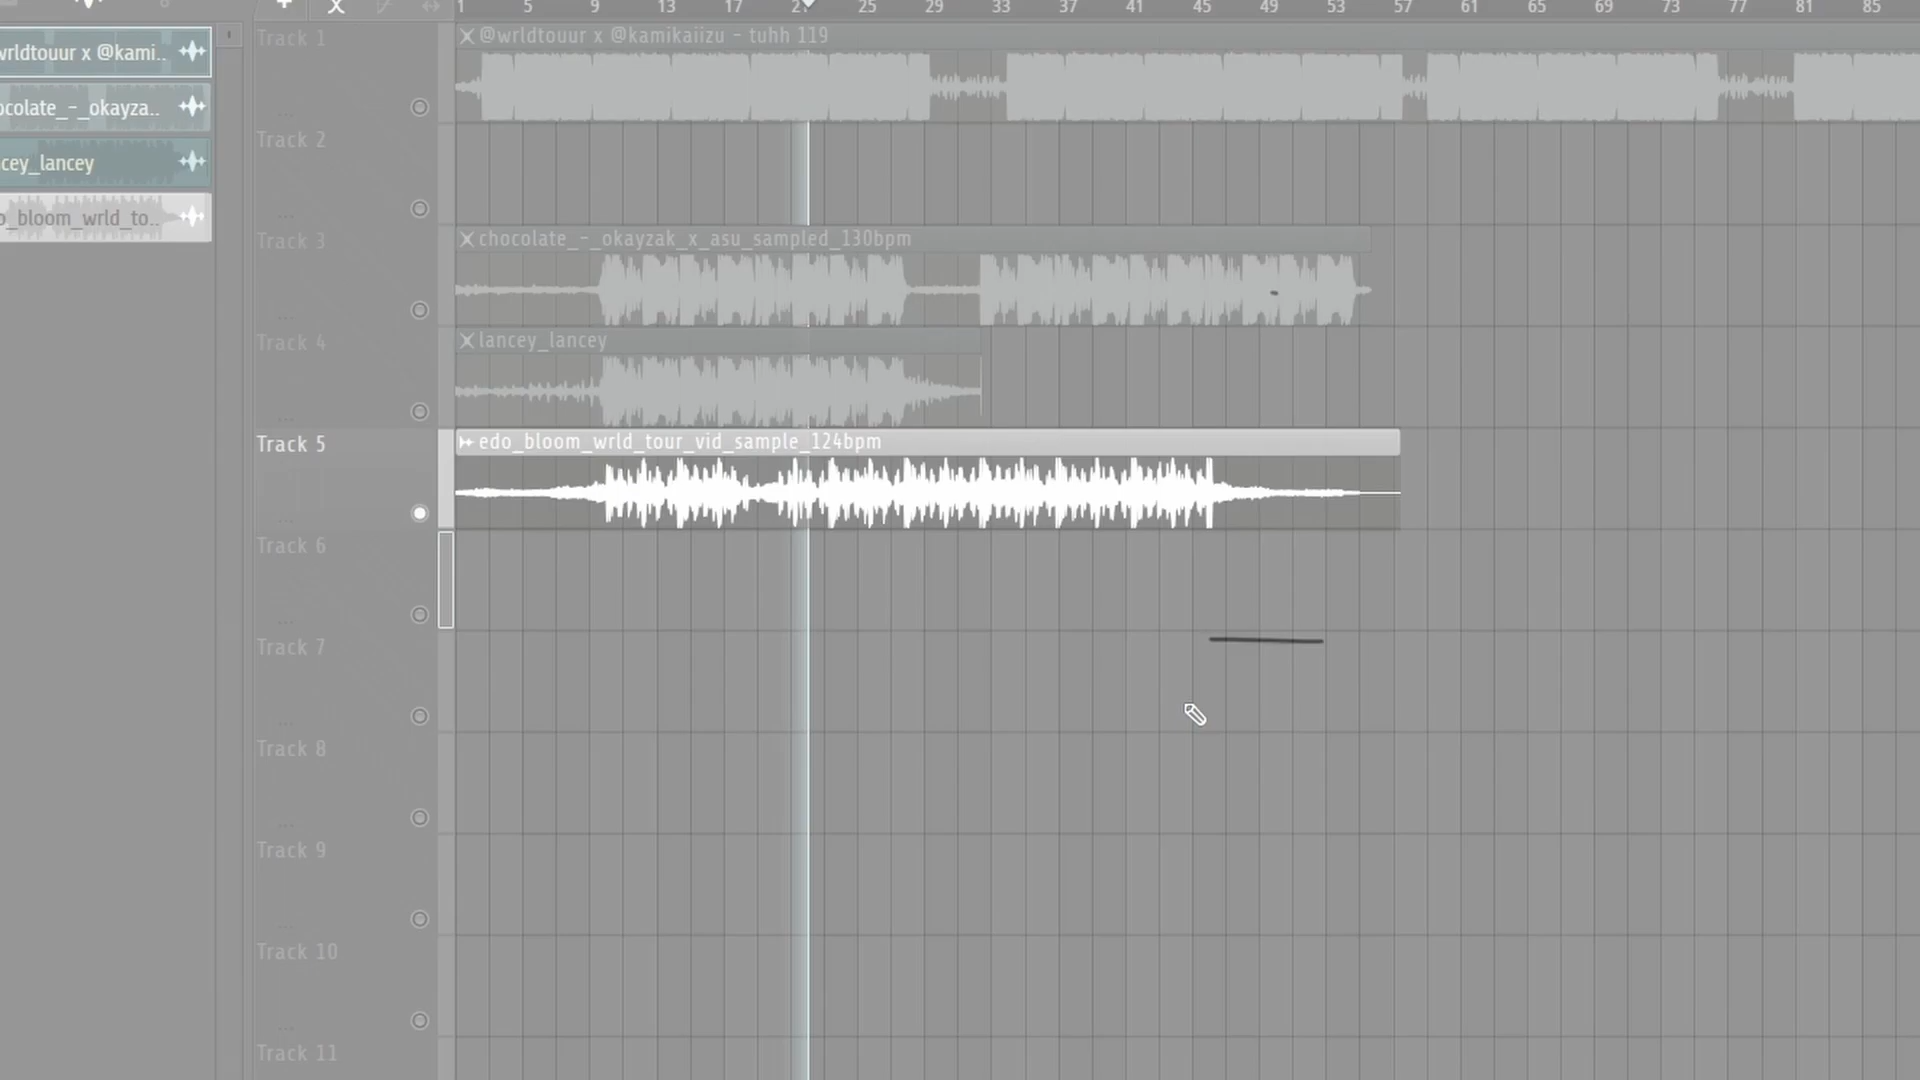 1 5 9 13 17 25 29 33 37 41 45 49 53 57 61 65 69 73 77 81 85
wrldtouur x @kami..
ocolate_-_okayza..
cey_lancey
o_bloom_wrld_to..
Track 1
@wrldtouur x @kamikaiizu - tuhh 119
Track 2
Track 3
chocolate_-_okayzak_x_asu_sampled_130bpm
Track 4
lancey_lancey
Track 5
edo_bloom_wrld_tour_vid_sample_124bpm
Track 6
Track 7
Track 8
Track 9
Track 10
Track 11